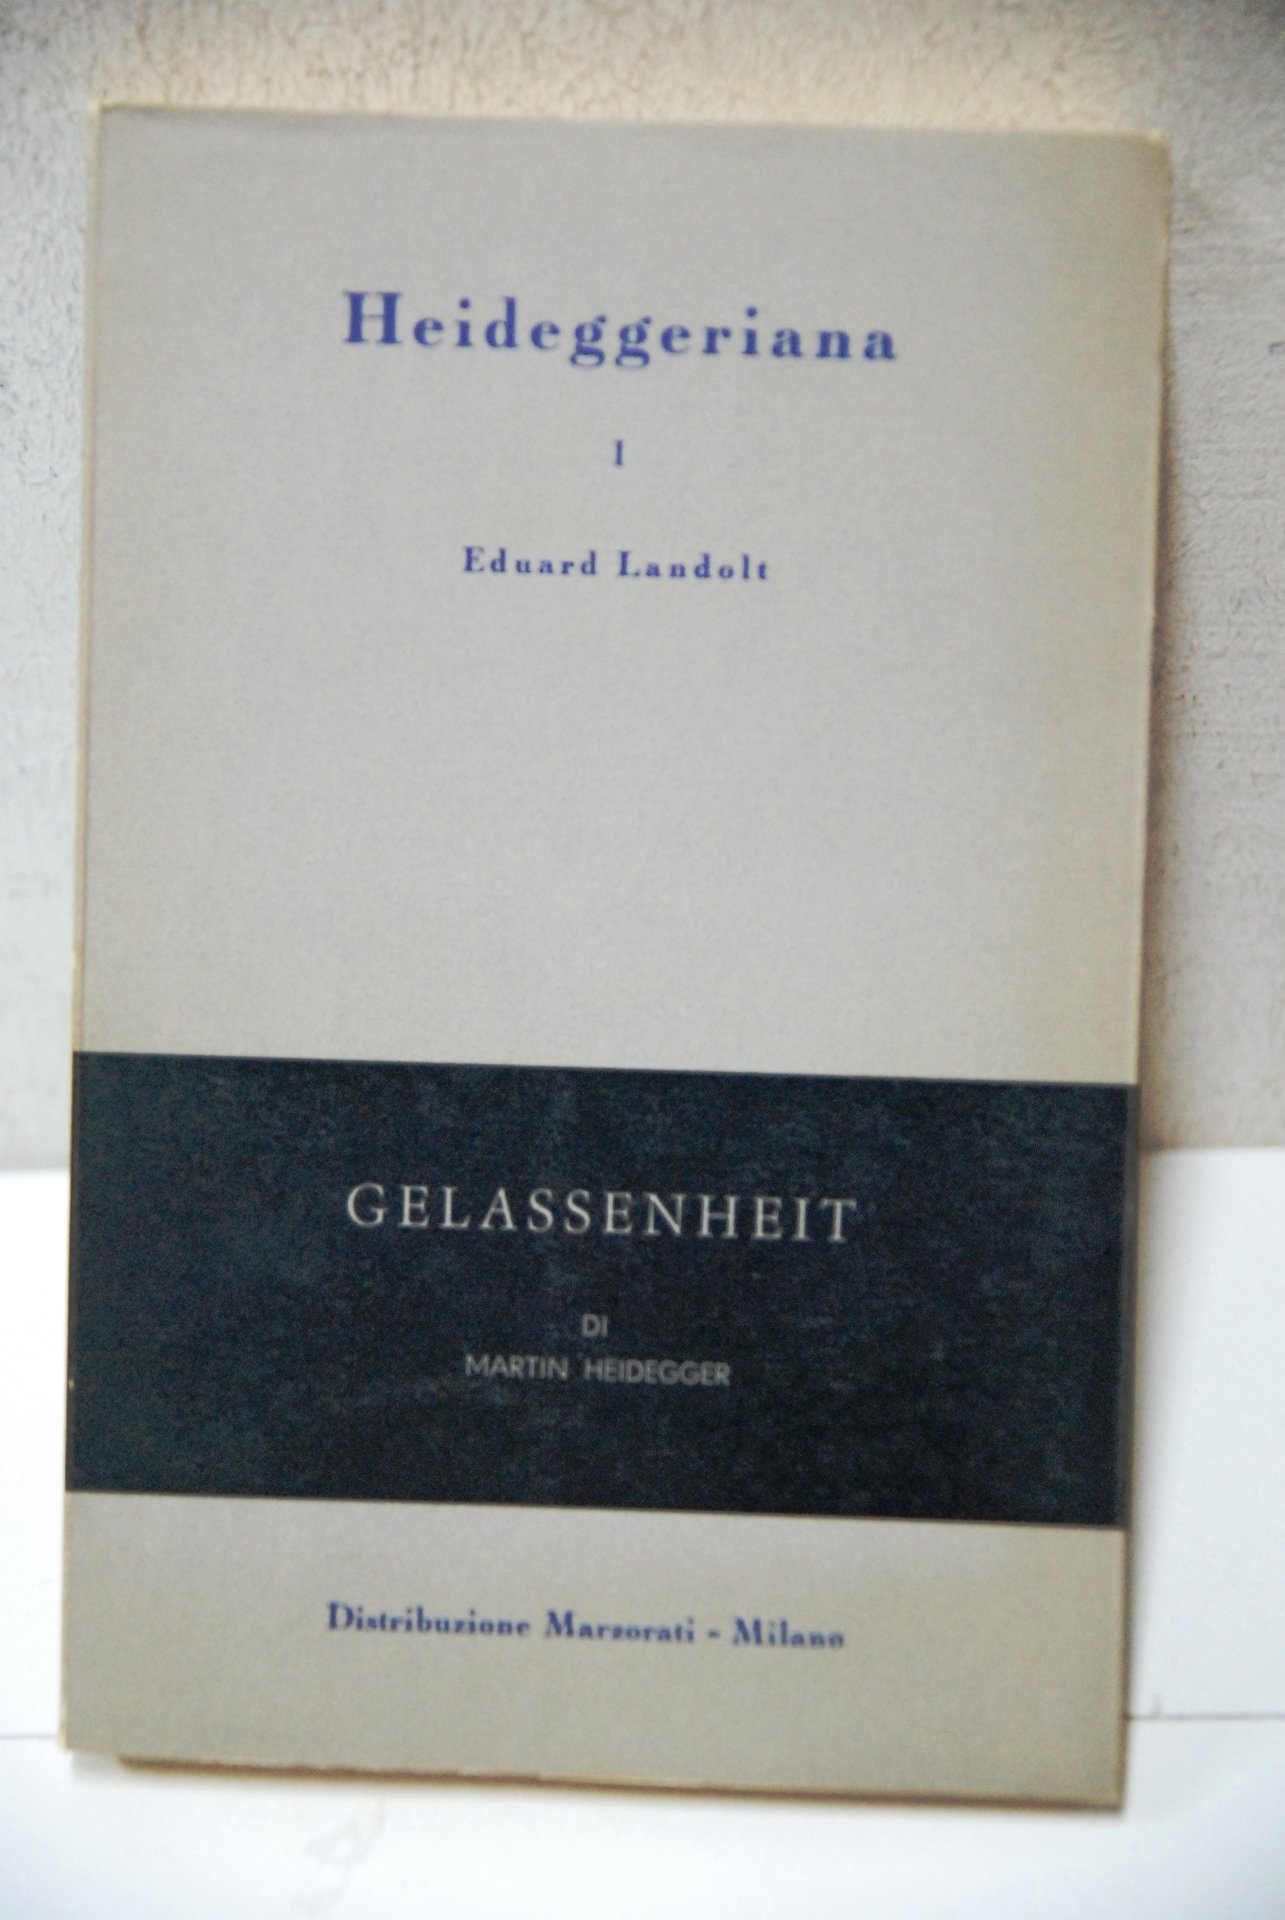 Heideggeriana
I
Eduard Landolt
GELASSENHEIT
DI
MARTIN HEIDEGGER
Distribuzione Marzorati - Milano